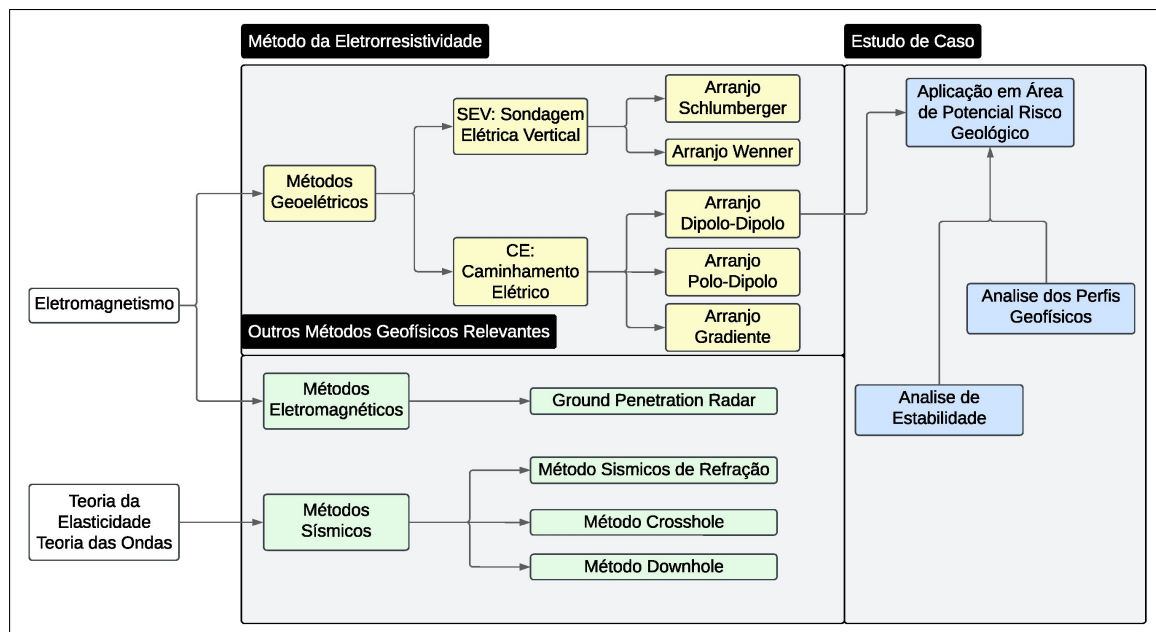 Método da Eletrorresistividade
Estudo de Caso
Arranjo
Schlumberger
SEV: Sondagem
Elétrica Vertical
Arranjo Wenner
Métodos
Geoelétricos
Arranjo
Dipolo-Dipolo
CE:
Caminhamento
Elétrico
Arranjo
Polo-Dipolo
Arranjo
Gradiente
Aplicação em Área
de Potencial Risco
Geológico
Analise dos Perfis
Geofísicos
Analise de
Estabilidade
Eletromagnetismo
Outros Métodos Geofísicos Relevantes
Métodos
Eletromagnéticos
Ground Penetration Radar
Teoria da
Elasticidade
Teoria das Ondas
Métodos
Sísmicos
Método Sismicos de Refração
Método Crosshole
Método Downhole